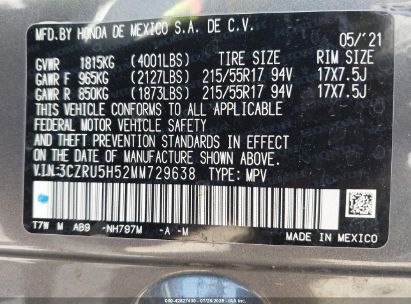 MFD.BY HONDA DE MEXICO S.A. DE C.V.
05/'21
GVWR 1815KG (4001LBS) TIRE SIZE RIM SIZE
GAWR F 965KG (2127LBS) 215/55R17 94V 17X7.5J
GAWR R 850KG (1873LBS) 215/55R17 94V 17X7.5J
THIS VEHICLE CONFORMS TO ALL APPLICABLE
FEDERAL MOTOR VEHICLE SAFETY
AND THEFT PREVENTION STANDARDS IN EFFECT
ON THE DATE OF MANUFACTURE SHOWN ABOVE.
V.I.N:3CZRU5H52MM729638 TYPE: MPV
T7W M AB9 -NH797M -A -M
MADE IN MEXICO